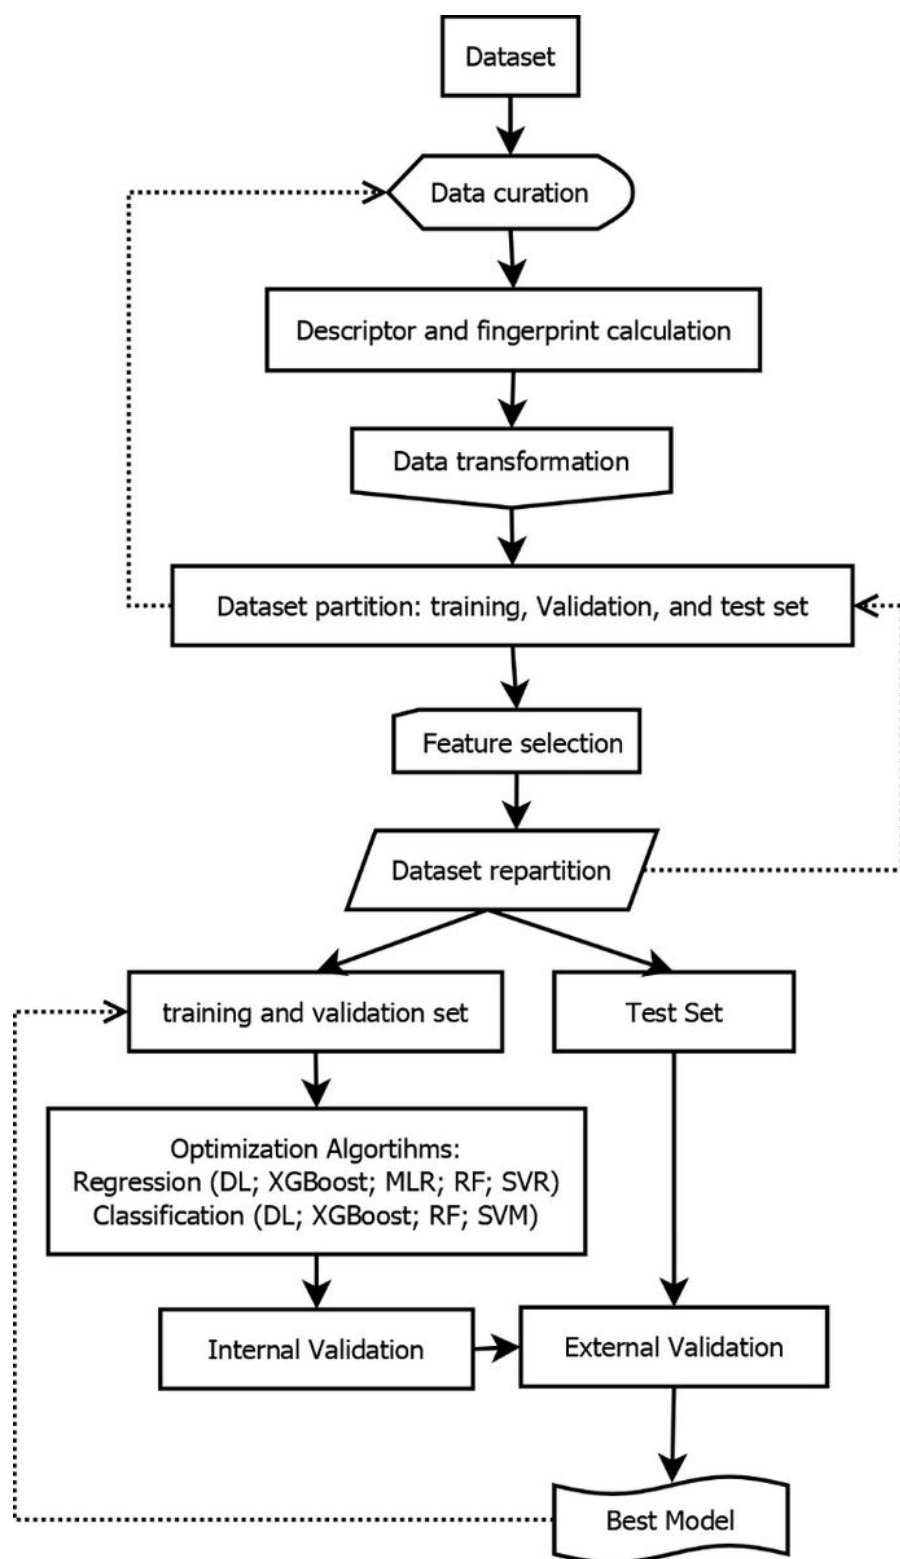 Dataset
Data curation
Descriptor and fingerprint calculation
Data transformation
Dataset partition: training, Validation, and test set
Feature selection
Dataset repartition
training and validation set
Test Set
Optimization Algortihms:
Regression (DL; XGBoost; MLR; RF; SVR)
Classification (DL; XGBoost; RF; SVM)
Internal Validation
External Validation
Best Model